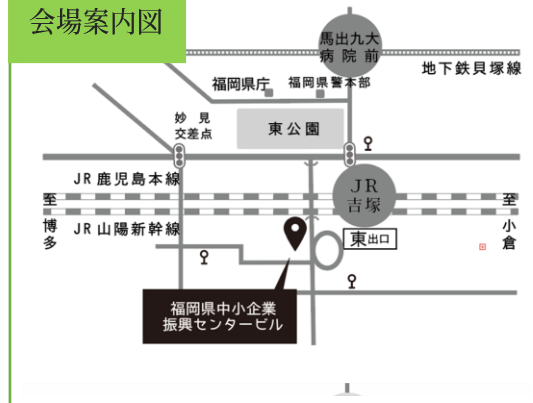 会場案内図
馬出九大
病院前
地下鉄貝塚線
福岡県庁
福岡県警本部
妙見
交差点
東公園
JR鹿児島本線
JR
吉塚
至博多
至小倉
JR山陽新幹線
東出口
福岡県中小企業
振興センタービル